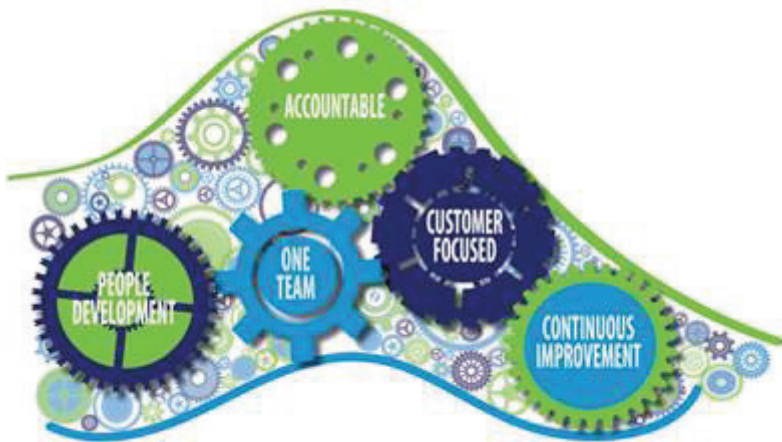 ACCOUNTABLE
CUSTOMER
FOCUSED
ONE
TEAM
PEOPLE
DEVELOPMENT
CONTINUOUS
IMPROVEMENT